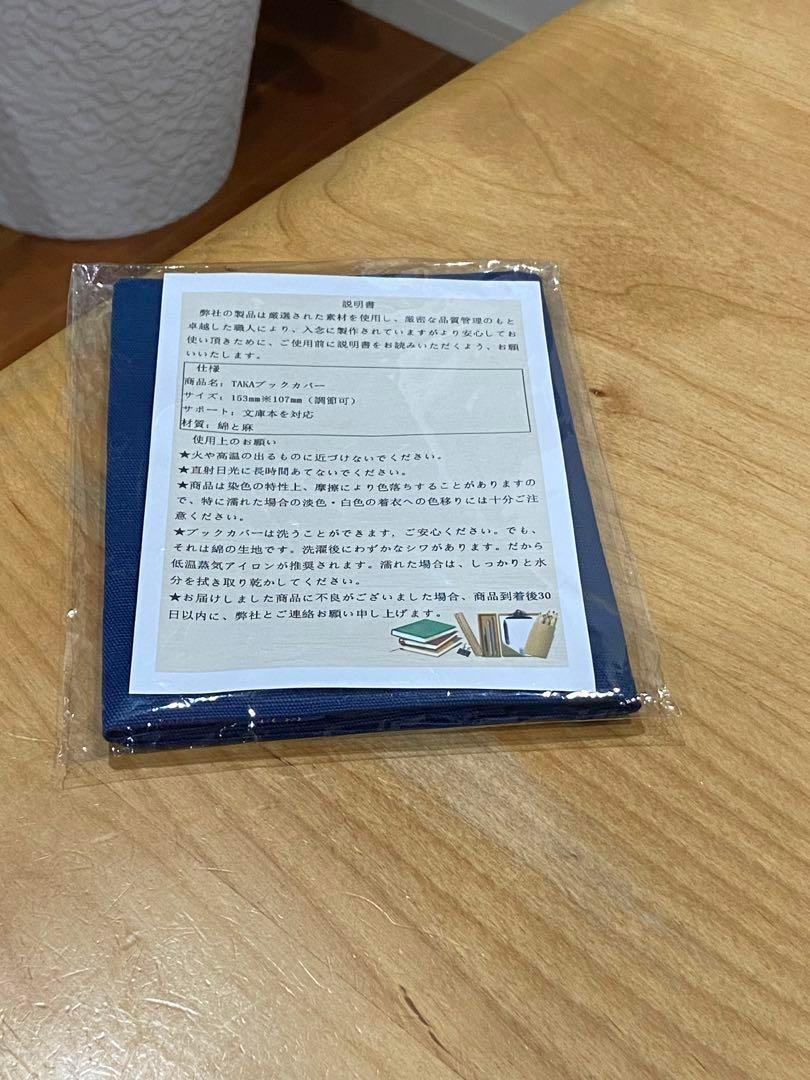 説明書
弊社の製品は厳選された素材を使用し、厳密な品質管理のもと
卓越した職人により、入念に製作されていますがより安心してお
使い頂きために、ご使用前に説明書をお読みいただくよう、お願
いいたします。
仕様
商品名：TAKAブックカバー
サイズ：153mm※107mm（調節可）
サポート：文庫本を対応
材質：綿と麻
使用上のお願い
★火や高温の出るものに近づけないでください。
★直射日光に長時間あてないでください。
★商品は染色の特性上、摩擦により色落ちすることがありますの
で、特に濡れた場合の淡色・白色の着衣への色移りには十分ご注
意ください。
★ブックカバーは洗うことができます，ご安心ください。でも、
それは綿の生地です。洗濯後にわずかなシワがあります。だから
低温蒸気アイロンが推奨されます。濡れた場合は、しっかりと水
分を拭き取り乾かしてください。
★お届けしました商品に不良がございました場合、商品到着後30
日以内に、弊社とご連絡お願い申し上げます。